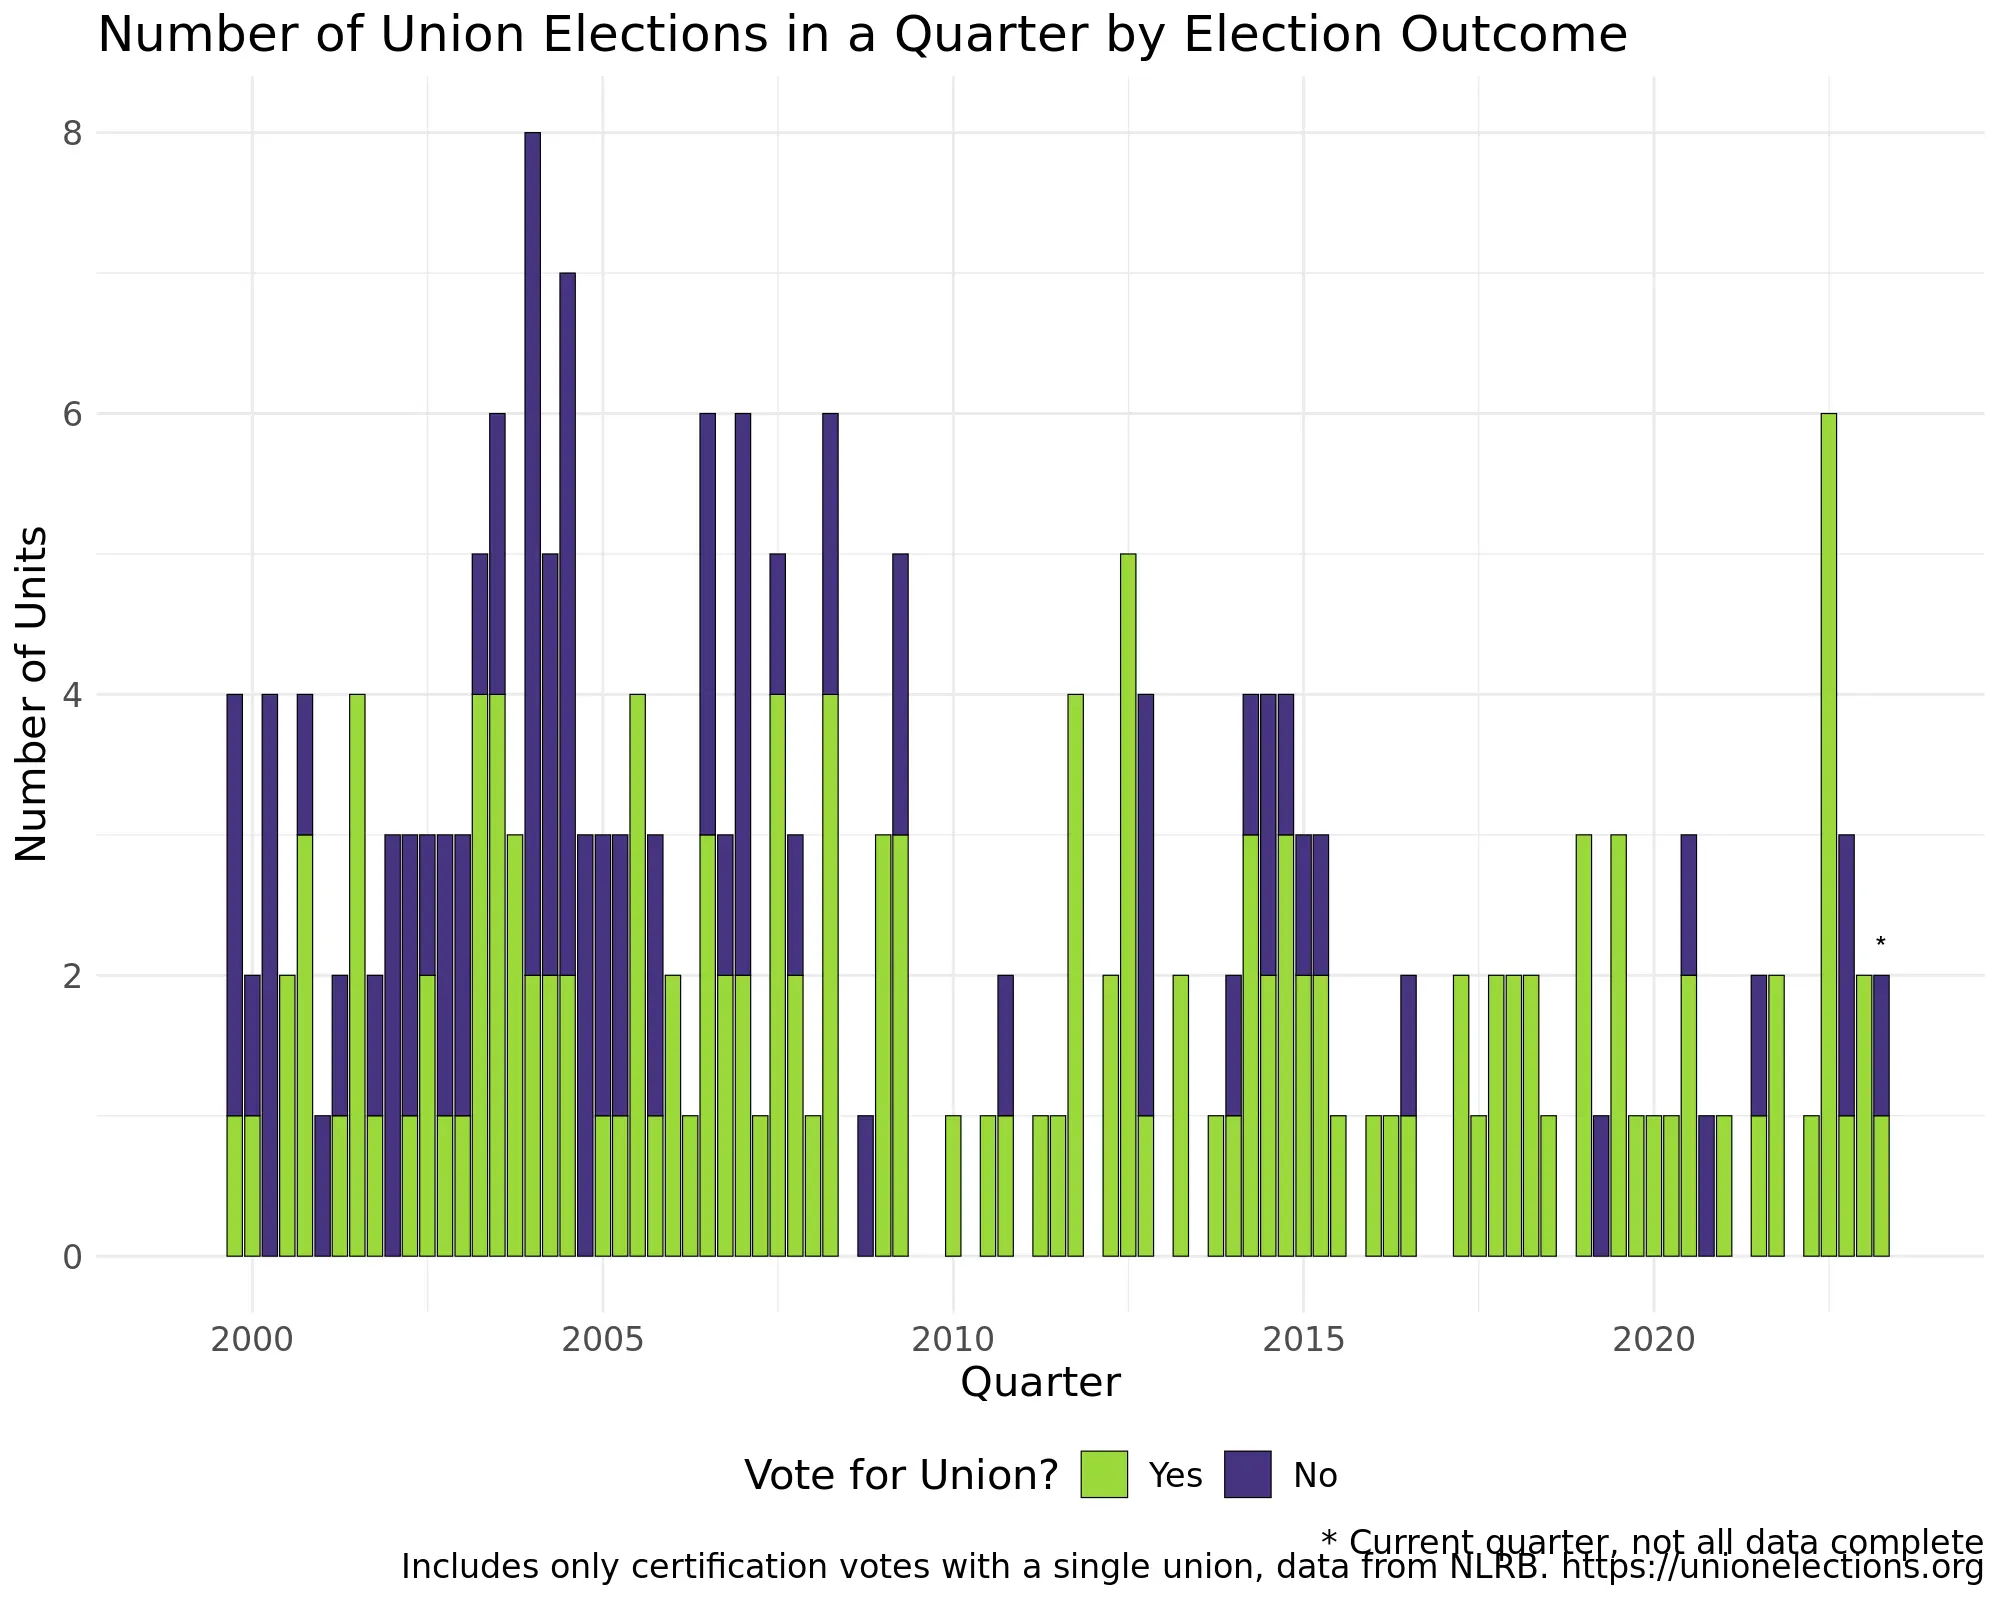 Number of Union Elections in a Quarter by Election Outcome
8
6
4
2
0
Number of Units
*
2000 2005 2010 2015 2020
Quarter
Vote for Union? Yes No
* Current quarter, not all data complete
Includes only certification votes with a single union, data from NLRB. https://unionelections.org